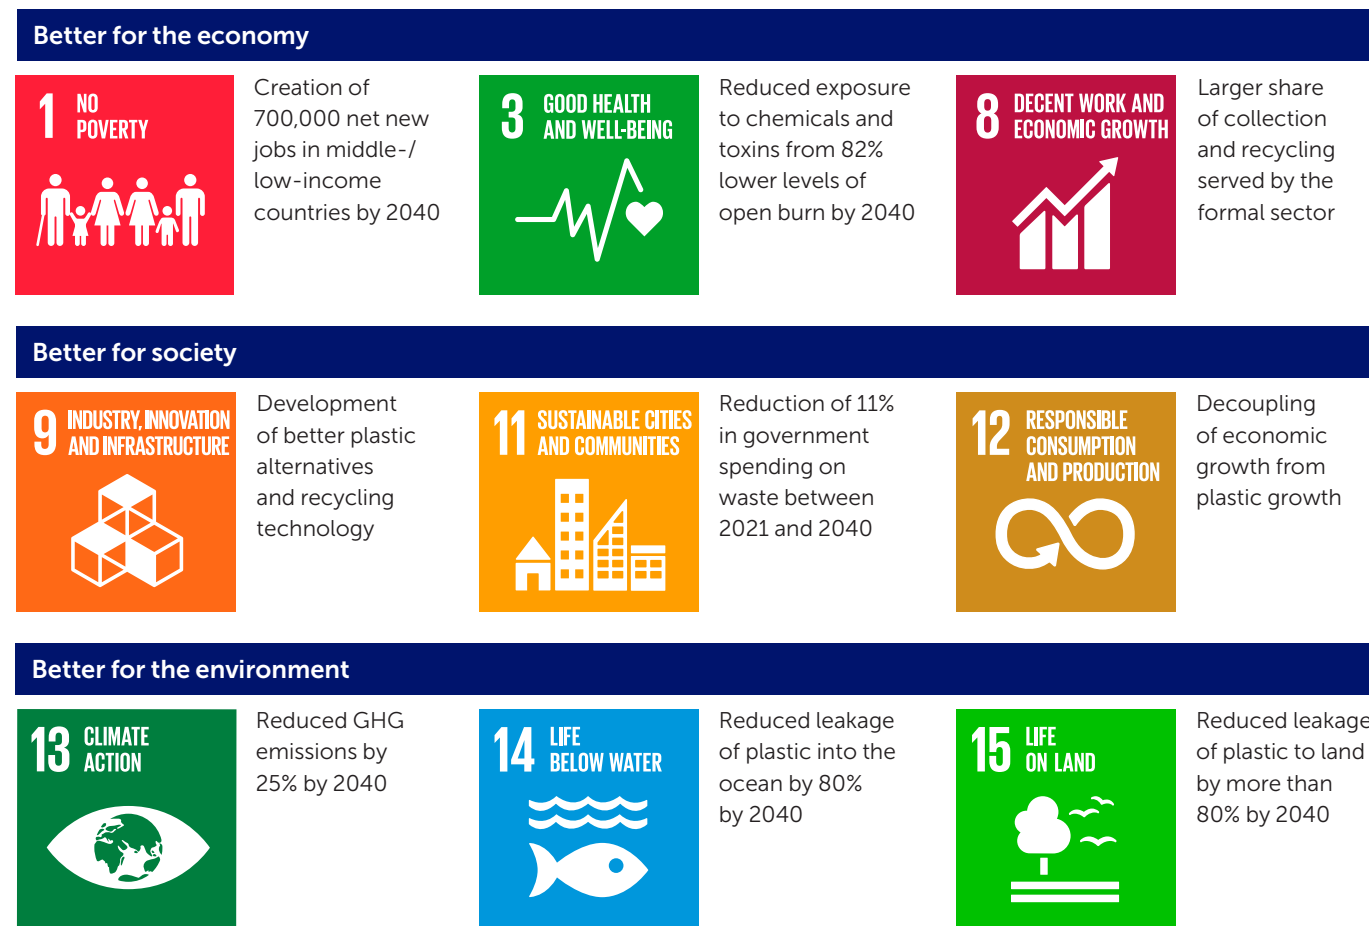 Better for the economy
1 NO
POVERTY
Creation of
700,000 net new
jobs in middle-/
low-income
countries by 2040
3 GOOD HEALTH
AND WELL-BEING
Reduced exposure
to chemicals and
toxins from 82%
lower levels of
open burn by 2040
8 DECENT WORK AND
ECONOMIC GROWTH
Larger share
of collection
and recycling
served by the
formal sector
Better for society
9 INDUSTRY, INNOVATION
AND INFRASTRUCTURE
Development
of better plastic
alternatives
and recycling
technology
11 SUSTAINABLE CITIES
AND COMMUNITIES
Reduction of 11%
in government
spending on
waste between
2021 and 2040
12 RESPONSIBLE
CONSUMPTION
AND PRODUCTION
Decoupling
of economic
growth from
plastic growth
Better for the environment
13 CLIMATE
ACTION
Reduced GHG
emissions by
25% by 2040
14 LIFE
BELOW WATER
Reduced leakage
of plastic into the
ocean by 80%
by 2040
15 LIFE
ON LAND
Reduced leakage
of plastic to land
by more than
80% by 2040